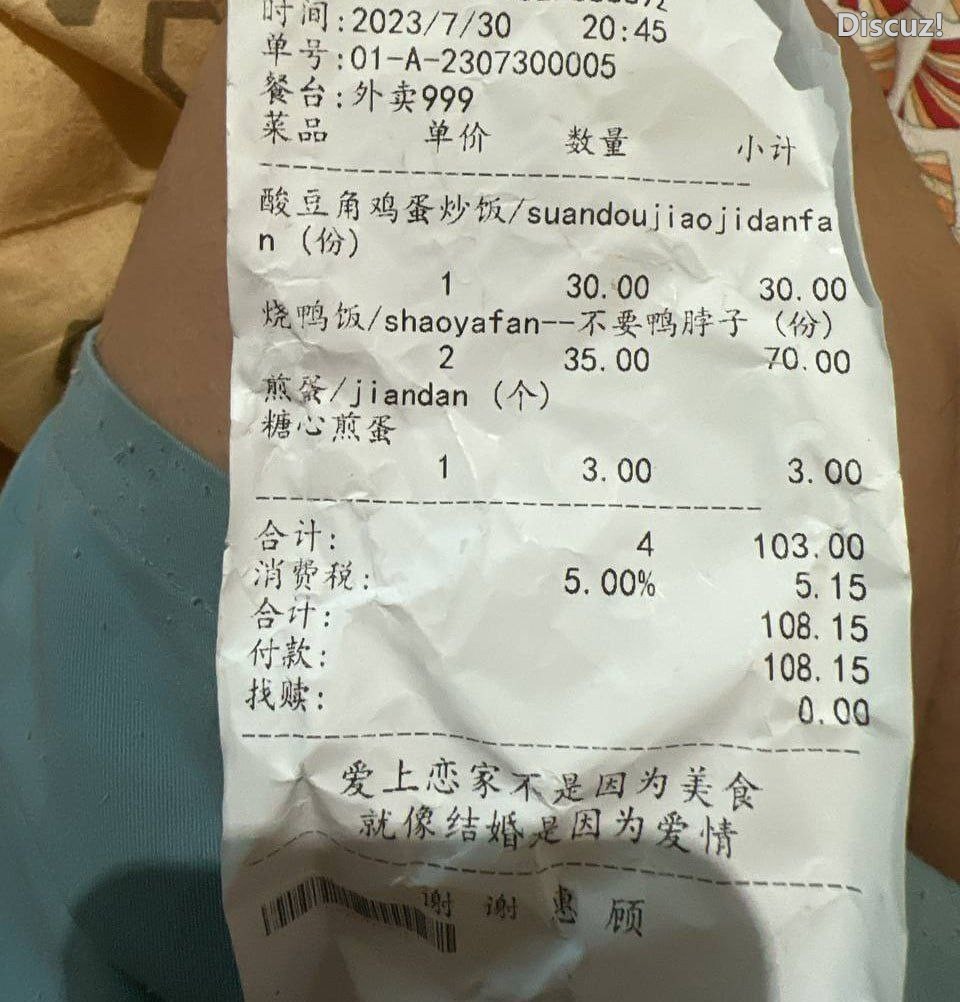 Discuz!
时间:2023/7/30 20:45
单号:01-A-2307300005
餐台:外卖999
菜品 单价 数量 小计
酸豆角鸡蛋炒饭/suandoujiaojidanfa
n (份)
1 30.00 30.00
烧鸭饭/shaoyafan--不要鸭脖子 (份)
2 35.00 70.00
煎蛋/jiandan (个)
糖心煎蛋
1 3.00 3.00
合计: 4 103.00
消费税: 5.00% 5.15
合计: 108.15
付款: 108.15
找赎: 0.00
爱上恋家不是因为美食
就像结婚是因为爱情
谢谢惠顾